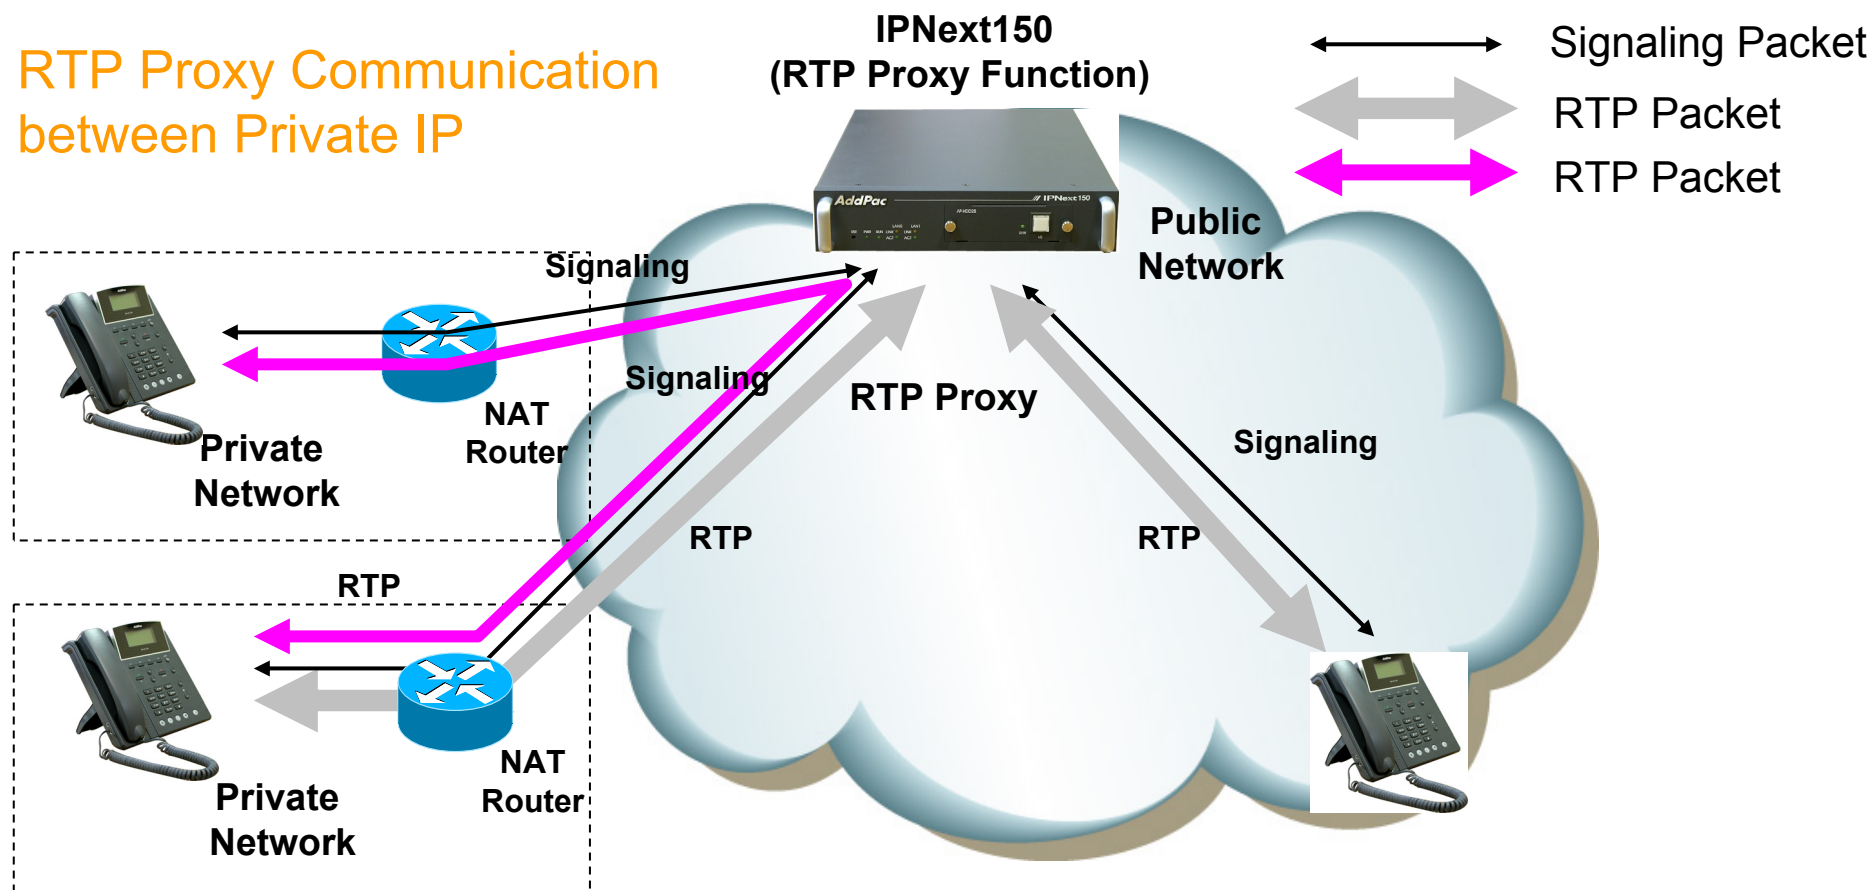 RTP Proxy Communication
between Private IP
IPNext150
(RTP Proxy Function)
Signaling Packet
RTP Packet
RTP Packet
AddPac
IPNext150
Public
Network
Signaling
Signaling
NAT
Router
Private
Network
RTP Proxy
Signaling
RTP
RTP
RTP
NAT
Router
Private
Network